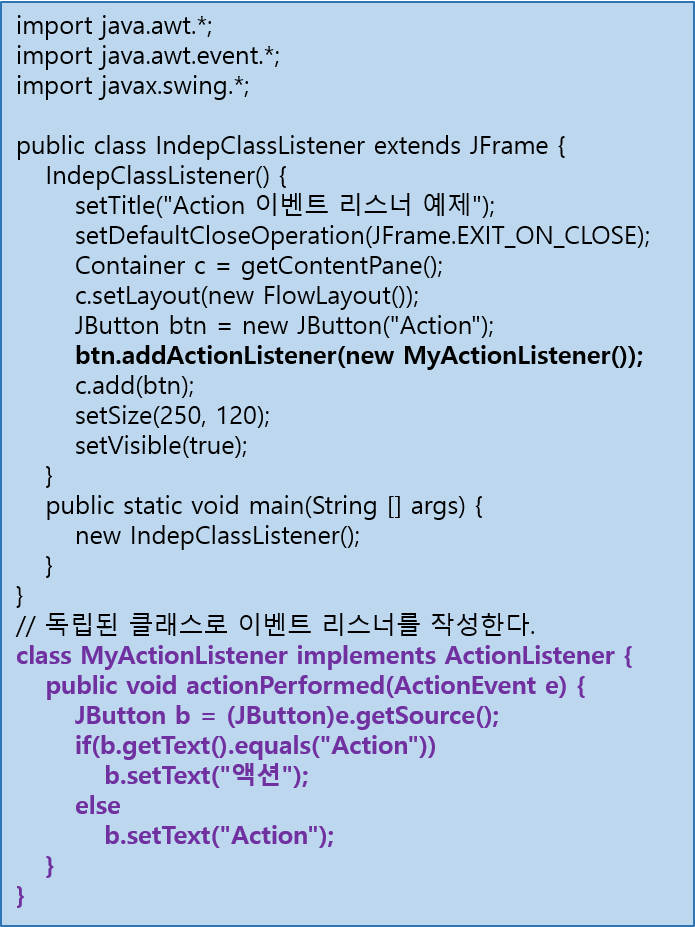 import java.awt.*;
import java.awt.event.*;
import javax.swing.*;

public class IndepClassListener extends JFrame {
IndepClassListener() {
setTitle("Action 이벤트 리스너 예제");
setDefaultCloseOperation(JFrame.EXIT_ON_CLOSE);
Container c = getContentPane();
c.setLayout(new FlowLayout());
JButton btn = new JButton("Action");
btn.addActionListener(new MyActionListener());
c.add(btn);
setSize(250, 120);
setVisible(true);
}
public static void main(String [] args) {
new IndepClassListener();
}
}
// 독립된 클래스로 이벤트 리스너를 작성한다.
class MyActionListener implements ActionListener {
public void actionPerformed(ActionEvent e) {
JButton b = (JButton)e.getSource();
if(b.getText().equals("Action"))
b.setText("액션");
else
b.setText("Action");
}
}